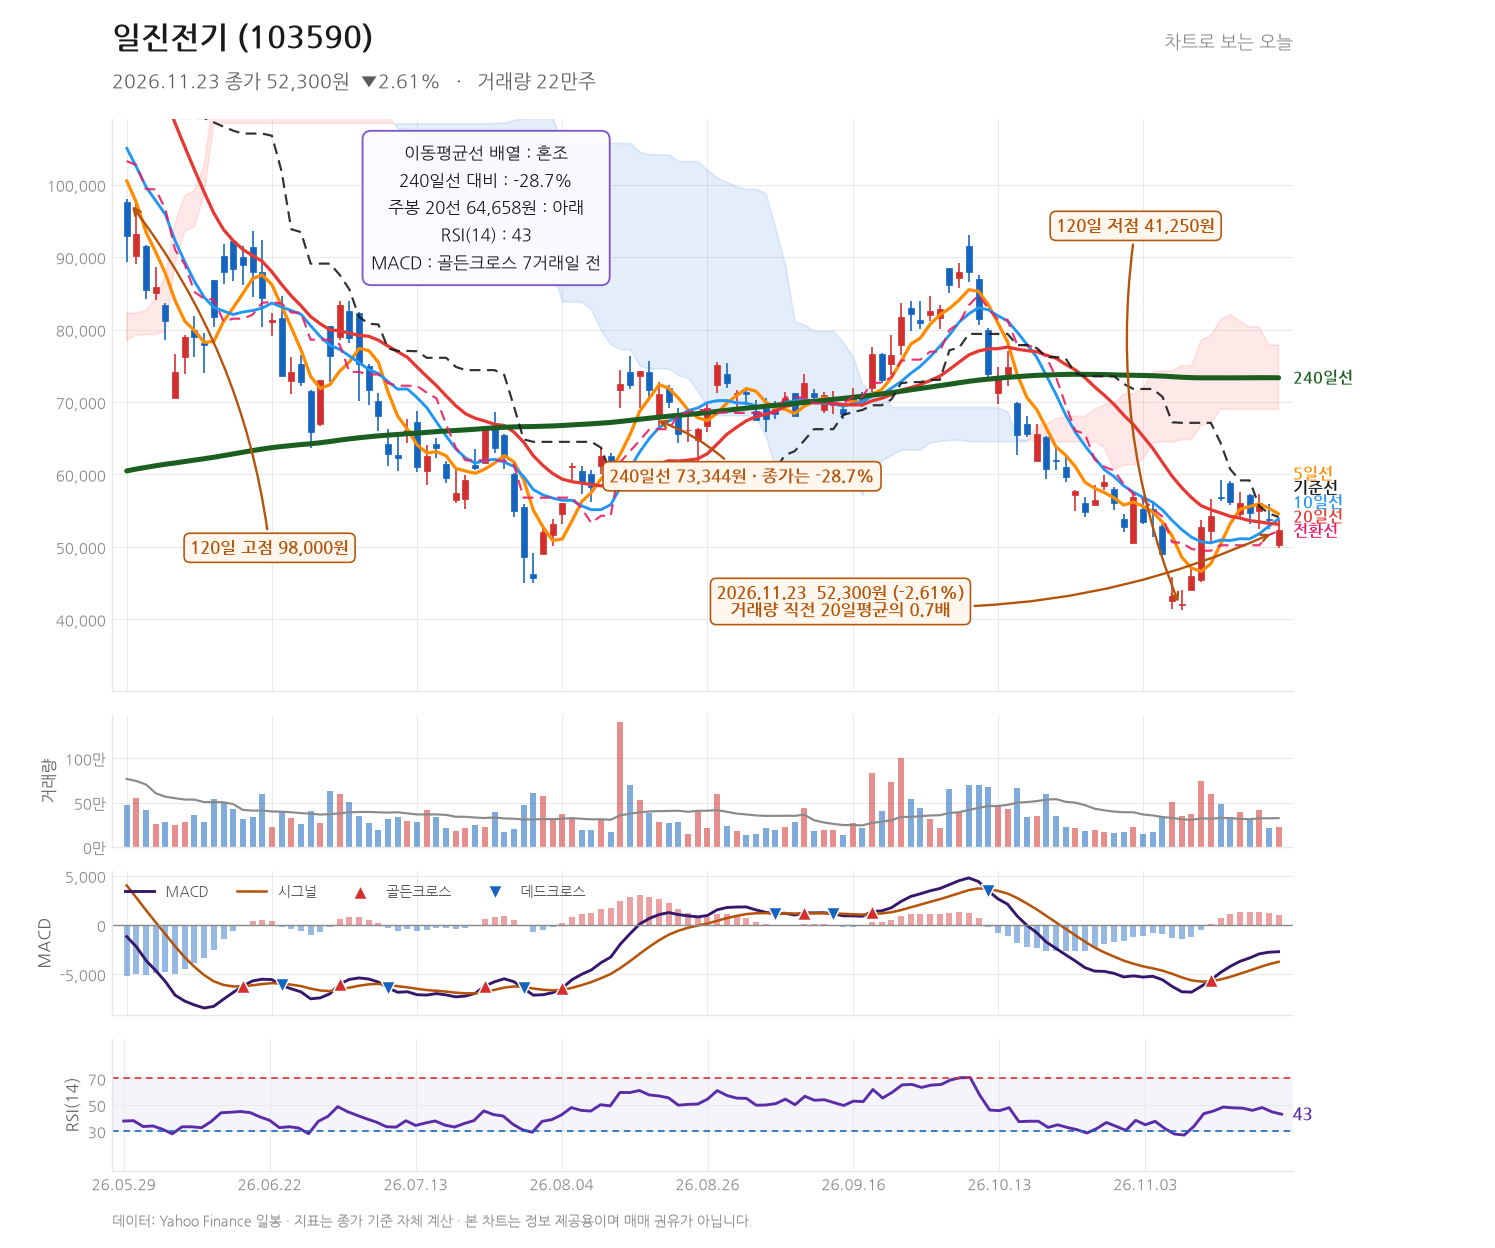 일진전기 (103590)
차트로 보는 오늘
2026.11.23 종가 52,300원 ▼2.61% · 거래량 22만주
이동평균선 배열 : 혼조
240일선 대비 : -28.7%
주봉 20선 64,658원 : 아래
RSI(14) : 43
MACD : 골든크로스 7거래일 전
100,000
90,000
80,000
70,000
60,000
50,000
40,000
120일 저점 41,250원
240일선
240일선 73,344원 · 종가는 -28.7%
120일 고점 98,000원
2026.11.23 52,300원 (-2.61%)
거래량 직전 20일평균의 0.7배
5일선
기준선
10일선
20일선
전환선
거래량
100만
50만
0만
MACD
5,000
0
-5,000
MACD 시그널 골든크로스 데드크로스
RSI(14)
70
50
30
43
26.05.29 26.06.22 26.07.13 26.08.04 26.08.26 26.09.16 26.10.13 26.11.03
데이터: Yahoo Finance 일봉 · 지표는 종가 기준 자체 계산 · 본 차트는 정보 제공용이며 매매 권유가 아닙니다.